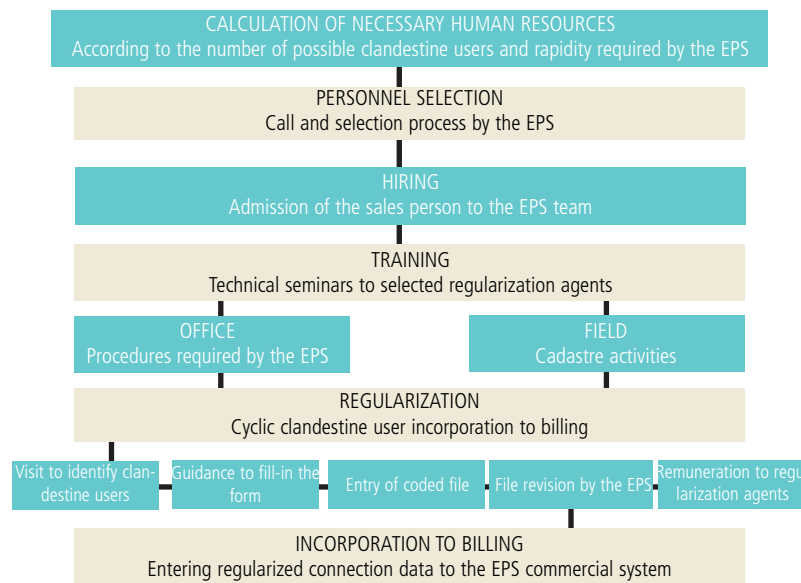 CALCULATION OF NECESSARY HUMAN RESOURCES
According to the number of possible clandestine users and rapidity required by the EPS
PERSONNEL SELECTION
Call and selection process by the EPS
HIRING
Admission of the sales person to the EPS team
TRAINING
Technical seminars to selected regularization agents
OFFICE
Procedures required by the EPS
FIELD
Cadastre activities
REGULARIZATION
Cyclic clandestine user incorporation to billing
Visit to identify clan-
destine users
Guidance to fill-in the
form
Entry of coded file
File revision by the EPS
Remuneration to regu
larization agents
INCORPORATION TO BILLING
Entering regularized connection data to the EPS commercial system